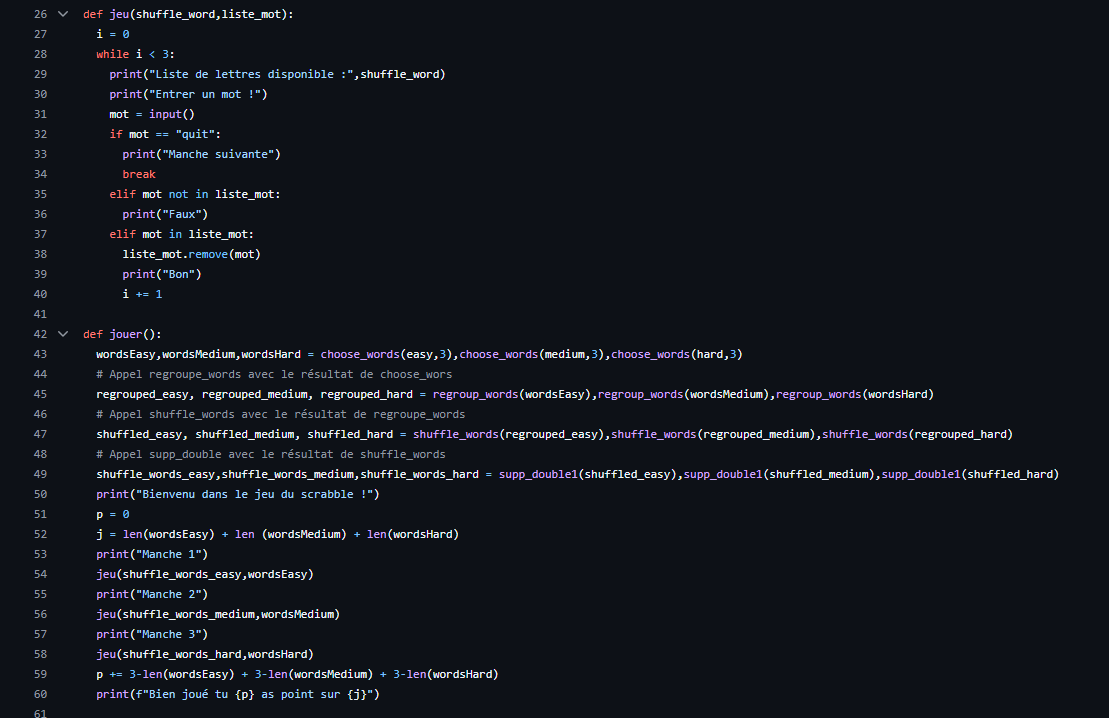 26 def jeu(shuffle_word,liste_mot):
27 i = 0
28 while i < 3:
29 print("Liste de lettres disponible :",shuffle_word)
30 print("Entrer un mot !")
31 mot = input()
32 if mot == "quit":
33 print("Manche suivante")
34 break
35 elif mot not in liste_mot:
36 print("Faux")
37 elif mot in liste_mot:
38 liste_mot.remove(mot)
39 print("Bon")
40 i += 1
41
42 def jouer():
43 wordsEasy,wordsMedium,wordsHard = choose_words(easy,3),choose_words(medium,3),choose_words(hard,3)
44 # Appel regroupe_words avec le résultat de choose_wors
45 regrouped_easy, regrouped_medium, regrouped_hard = regroup_words(wordsEasy),regroup_words(wordsMedium),regroup_words(wordsHard)
46 # Appel shuffle_words avec le résultat de regroupe_words
47 shuffled_easy, shuffled_medium, shuffled_hard = shuffle_words(regrouped_easy),shuffle_words(regrouped_medium),shuffle_words(regrouped_hard)
48 # Appel supp_double avec le résultat de shuffle_words
49 shuffle_words_easy,shuffle_words_medium,shuffle_words_hard = supp_double1(shuffled_easy),supp_double1(shuffled_medium),supp_double1(shuffled_hard)
50 print("Bienvenu dans le jeu du scrabble !")
51 p = 0
52 j = len(wordsEasy) + len (wordsMedium) + len(wordsHard)
53 print("Manche 1")
54 jeu(shuffle_words_easy,wordsEasy)
55 print("Manche 2")
56 jeu(shuffle_words_medium,wordsMedium)
57 print("Manche 3")
58 jeu(shuffle_words_hard,wordsHard)
59 p += 3-len(wordsEasy) + 3-len(wordsMedium) + 3-len(wordsHard)
60 print(f"Bien joué tu {p} as point sur {j}")
61